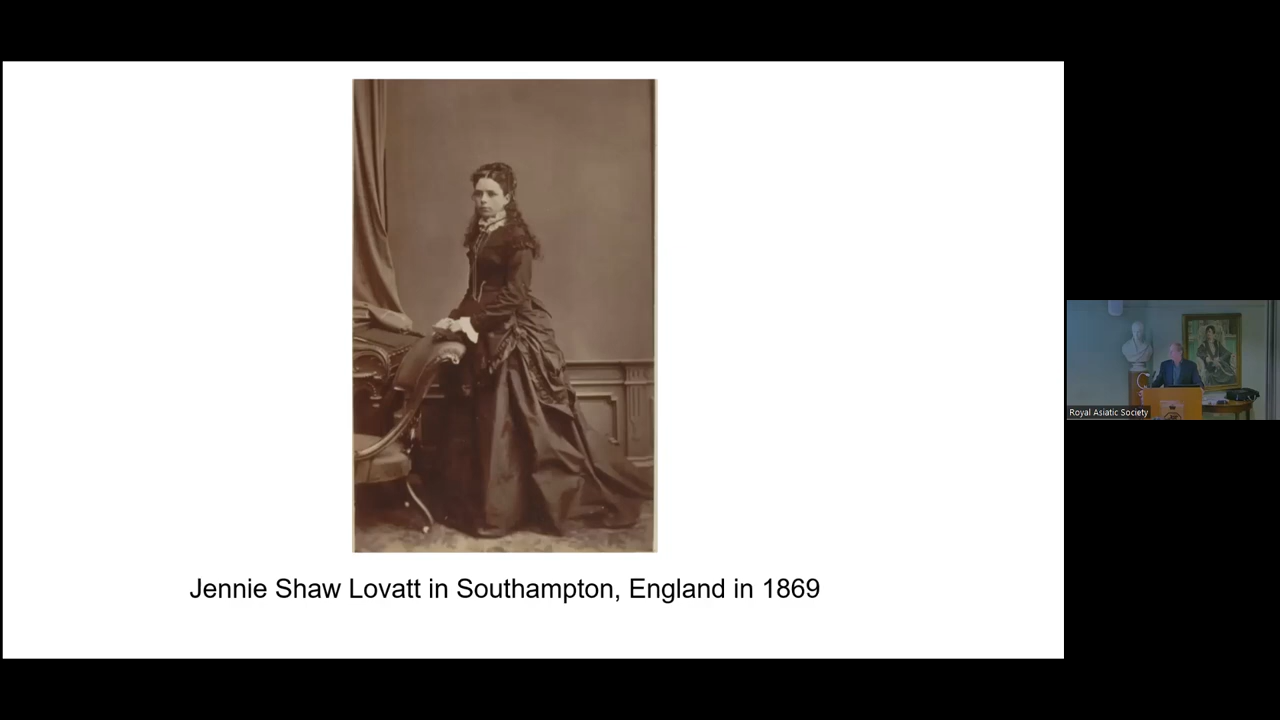 Jennie Shaw Lovatt in Southampton, England in 1869
Royal Asiatic Society